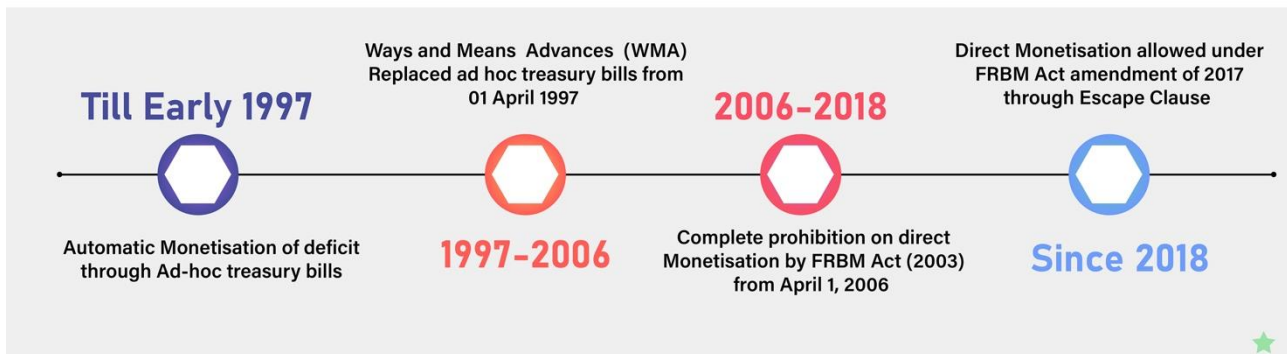 Till Early 1997
Automatic Monetisation of deficit
through Ad-hoc treasury bills
Ways and Means Advances (WMA)
Replaced ad hoc treasury bills from
01 April 1997
1997-2006
2006-2018
Complete prohibition on direct
Monetisation by FRBM Act (2003)
from April 1, 2006
Direct Monetisation allowed under
FRBM Act amendment of 2017
through Escape Clause
Since 2018